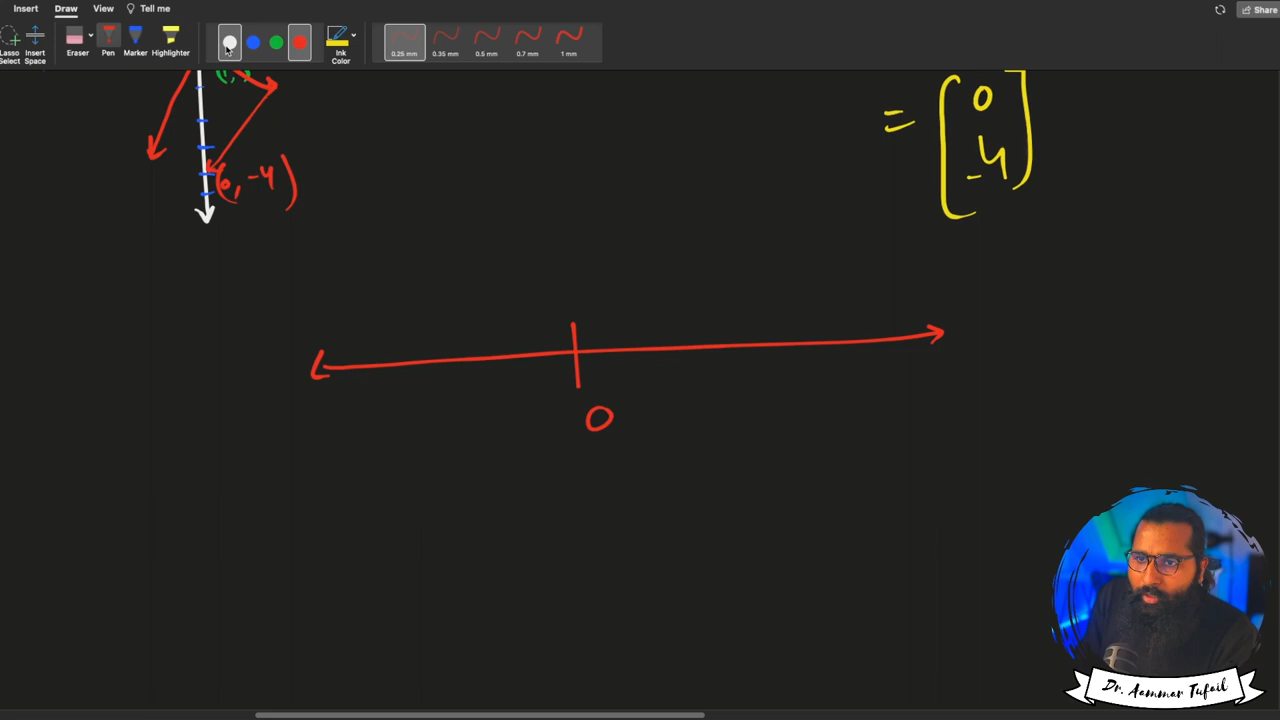 Insert Draw View Tell me
Share
Lasso Select
Insert Space
Eraser
Pen
Marker
Highlighter
Ink Color
0.25 mm
0.35 mm
0.5 mm
0.7 mm
1 mm
(0, -4)
= [ 0
-4 ]
0
Dr. Aammar Tufail